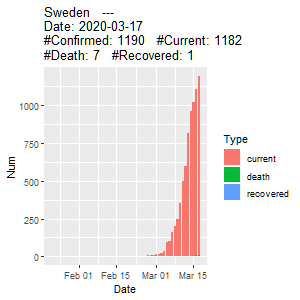 Sweden   ---
Date: 2020-03-17
#Confirmed: 1190   #Current: 1182
#Death: 7   #Recovered: 1
Num
1000
750
500
250
0
Feb 01
Feb 15
Mar 01
Mar 15
Date
Type
current
death
recovered